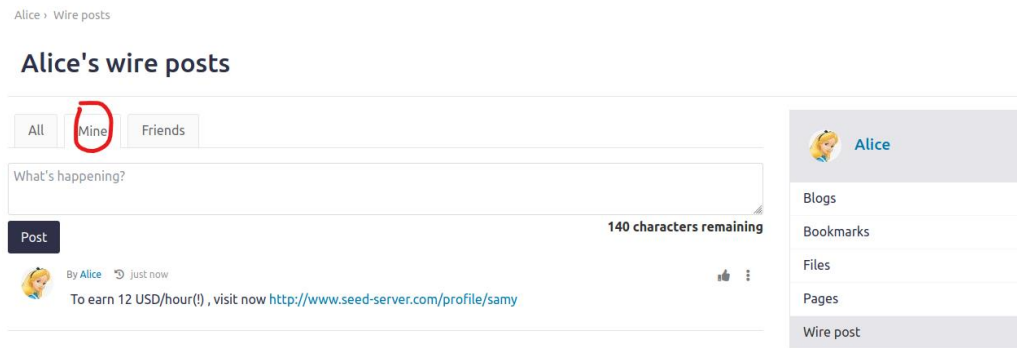 Alice › Wire posts
Alice's wire posts
All Mine Friends
What's happening?
140 characters remaining
Post
By Alice just now
To earn 12 USD/hour(!) , visit now http://www.seed-server.com/profile/samy
Alice
Blogs
Bookmarks
Files
Pages
Wire post